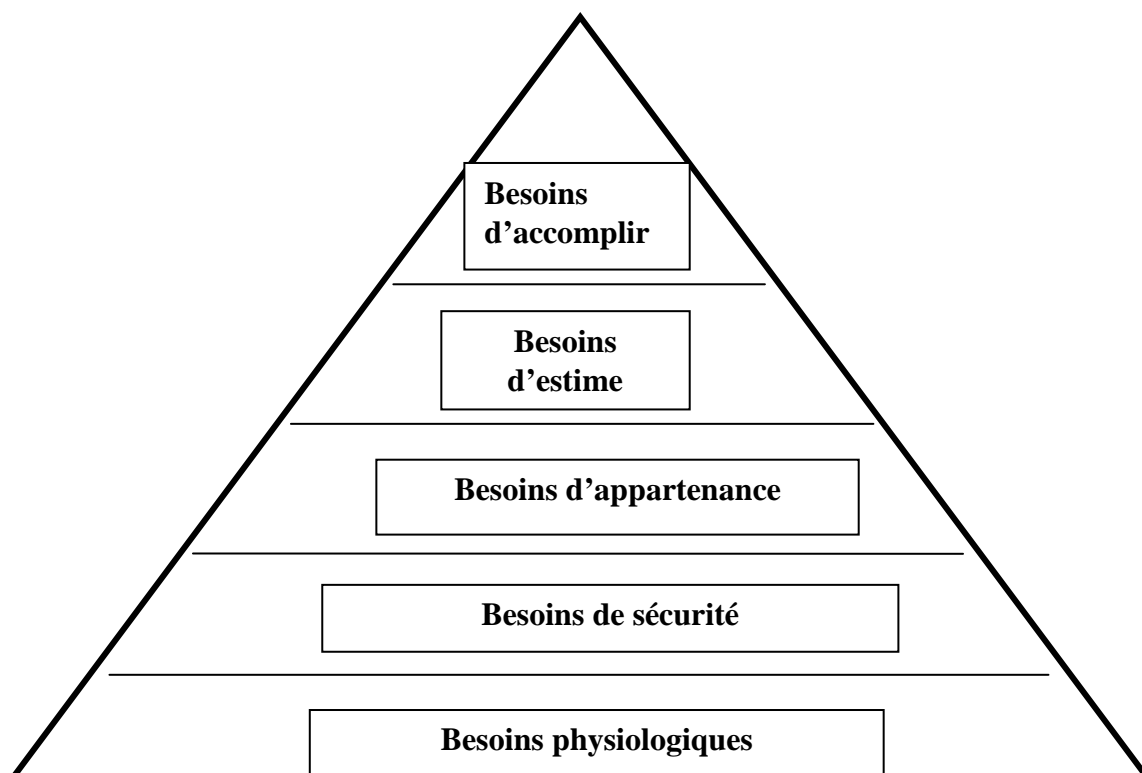 Besoins
d’accomplir
Besoins
d’estime
Besoins d’appartenance
Besoins de sécurité
Besoins physiologiques